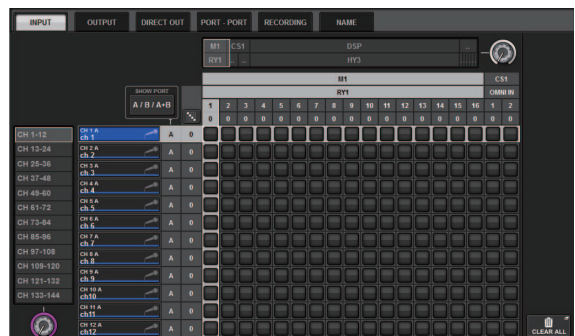 INPUT OUTPUT DIRECT OUT PORT - PORT RECORDING NAME
M1 CS1 DSP ..
RY1 .. .. HY3
M1 CS1
SHOW PORT RY1 OMNI IN
A / B / A+B 1 2 3 4 5 6 7 8 9 10 11 12 13 14 15 16 1 2
0 0 0 0 0 0 0 0 0 0 0 0 0 0 0 0 0 0
CH 1-12 CH 1 A A 0
ch 1
CH 13-24 CH 2 A A 0
ch 2
CH 25-36 CH 3 A A 0
ch 3
CH 37-48 CH 4 A A 0
ch 4
CH 49-60 CH 5 A A 0
ch 5
CH 61-72 CH 6 A A 0
ch 6
CH 73-84 CH 7 A A 0
ch 7
CH 85-96 CH 8 A A 0
ch 8
CH 97-108 CH 9 A A 0
ch 9
CH 109-120 CH 10 A A 0
ch10
CH 121-132 CH 11 A A 0
ch11
CH 133-144 CH 12 A A 0
ch12
CLEAR ALL